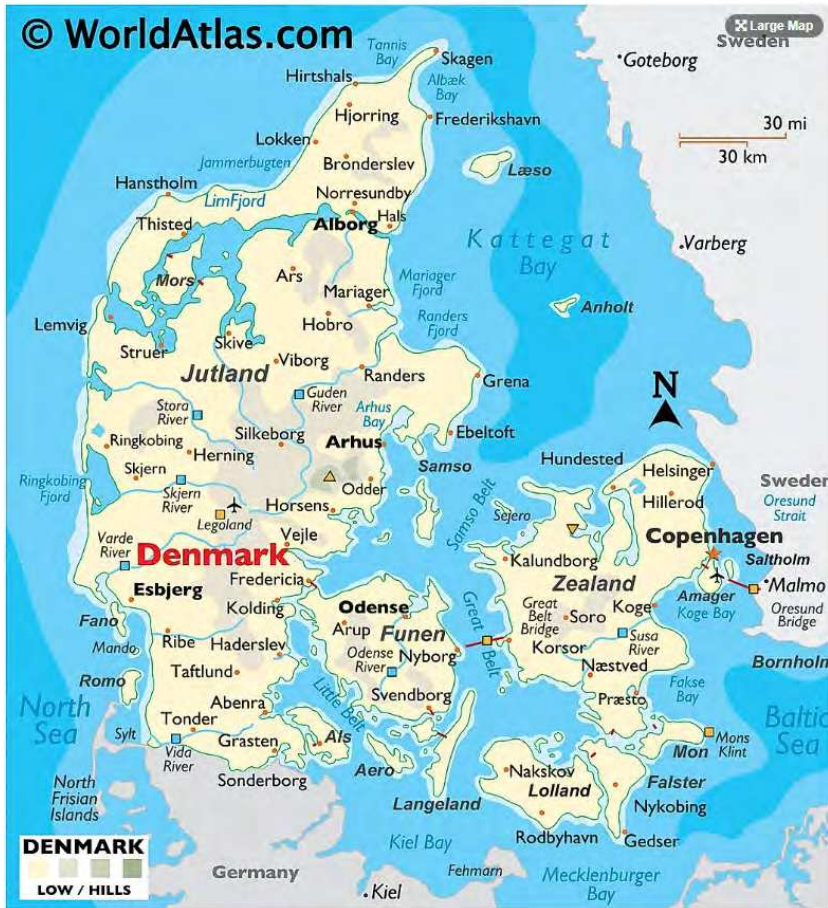 © WorldAtlas.com
Large Map
Sweden
Tannis
Bay
Skagen
Goteborg
Hirtshals
Albæk
Bay
Hjorring
Frederikshavn
30 mi
30 km
Lokken
Jammerbugten
Bronderslev
Læso
Hanstholm
LimFjord
Norresundby
Hals
Thisted
Alborg
Kattegat
Bay
Varberg
Mors
Ars
Mariager
Fjord
Mariager
Anholt
Lemvig
Hobro
Randers
Fjord
Struer
Skive
Viborg
Randers
Jutland
Grena
N
Stora
River
Guden
River
Arhus
Bay
Ringkobing
Silkeborg
Arhus
Ebeltoft
Herning
Samso
Hundested
Helsinger
Skjern
Ringkobing
Fjord
Odder
Sweden
Skjern
River
Hillerod
Oresund
Strait
Legoland
Horsens
Samso Belt
Sejero
Copenhagen
Varde
River
Vejle
Denmark
Kalundborg
Saltholm
Fredericia
Zealand
Malmo
Esbjerg
Kolding
Odense
Amager
Koge Bay
Oresund
Bridge
Fano
Arup
Funen
Great
Belt
Great
Belt
Bridge
Soro
Koge
Ribe
Mando
Haderslev
Odense
River
Nyborg
Korsor
Susa
River
Bornholm
Romo
Taftlund
Næstved
Fakse
Bay
North
Sea
Little Belt
Svendborg
Abenra
Præsto
Baltic
Sea
Sylt
Tonder
Als
Mons
Klint
Vida
River
Grasten
Aero
Mon
Sonderborg
Langeland
Nakskov
Lolland
Falster
North
Frisian
Islands
Nykobing
Rodbyhavn
Gedser
Kiel Bay
DENMARK
LOW / HILLS
Germany
Fehmarn
Mecklenburger
Bay
Kiel